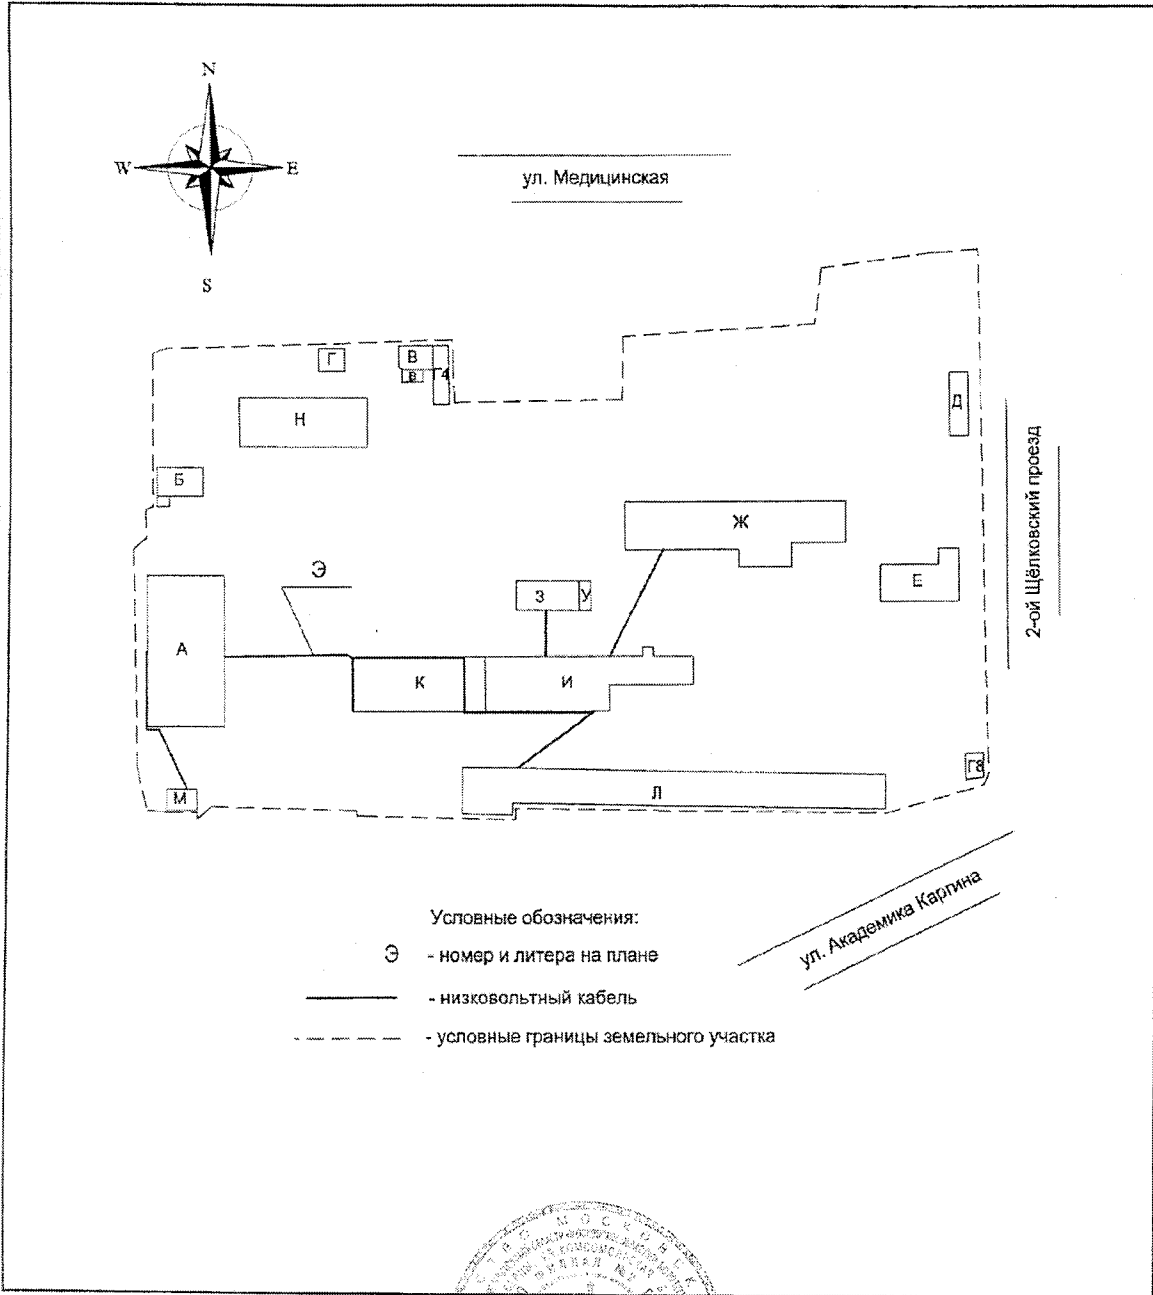 N
W
E
S
ул. Медицинская
Г
В
в
Г4
Н
Д
Б
2-ой Щёлковский проезд
Ж
Э
З
У
Е
А
К
И
Г8
М
Л
ул. Академика Каргина
Условные обозначения:
Э - номер и литера на плане
- низковольтный кабель
- условные границы земельного участка